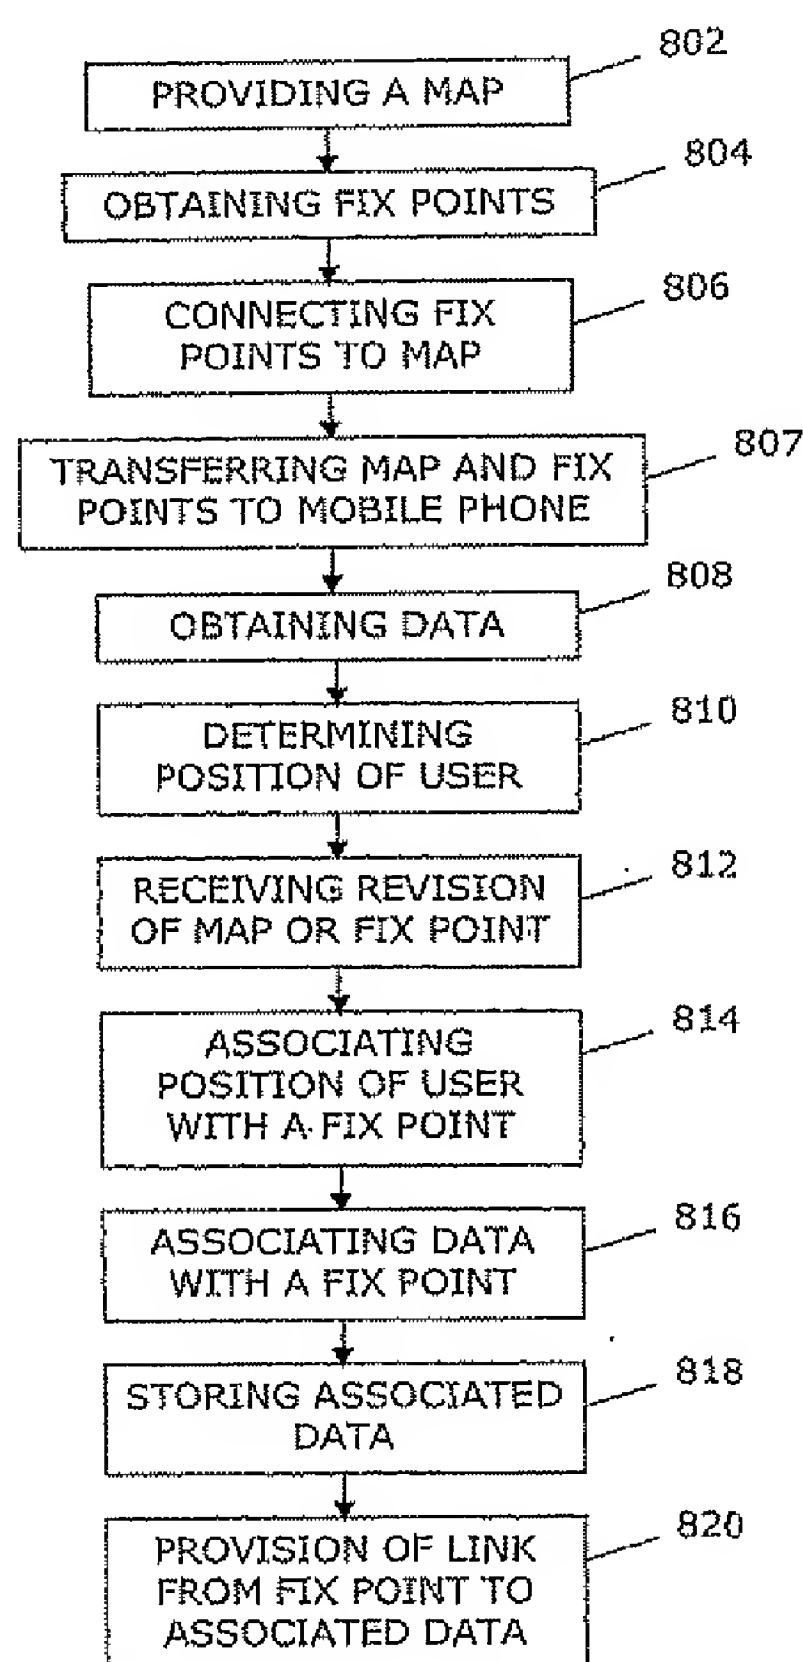 802
PROVIDING A MAP
804
OBTAINING FIX POINTS
806
CONNECTING FIX
POINTS TO MAP
807
TRANSFERRING MAP AND FIX
POINTS TO MOBILE PHONE
808
OBTAINING DATA
810
DETERMINING
POSITION OF USER
812
RECEIVING REVISION
OF MAP OR FIX POINT
814
ASSOCIATING
POSITION OF USER
WITH A FIX POINT
816
ASSOCIATING DATA
WITH A FIX POINT
818
STORING ASSOCIATED
DATA
820
PROVISION OF LINK
FROM FIX POINT TO
ASSOCIATED DATA